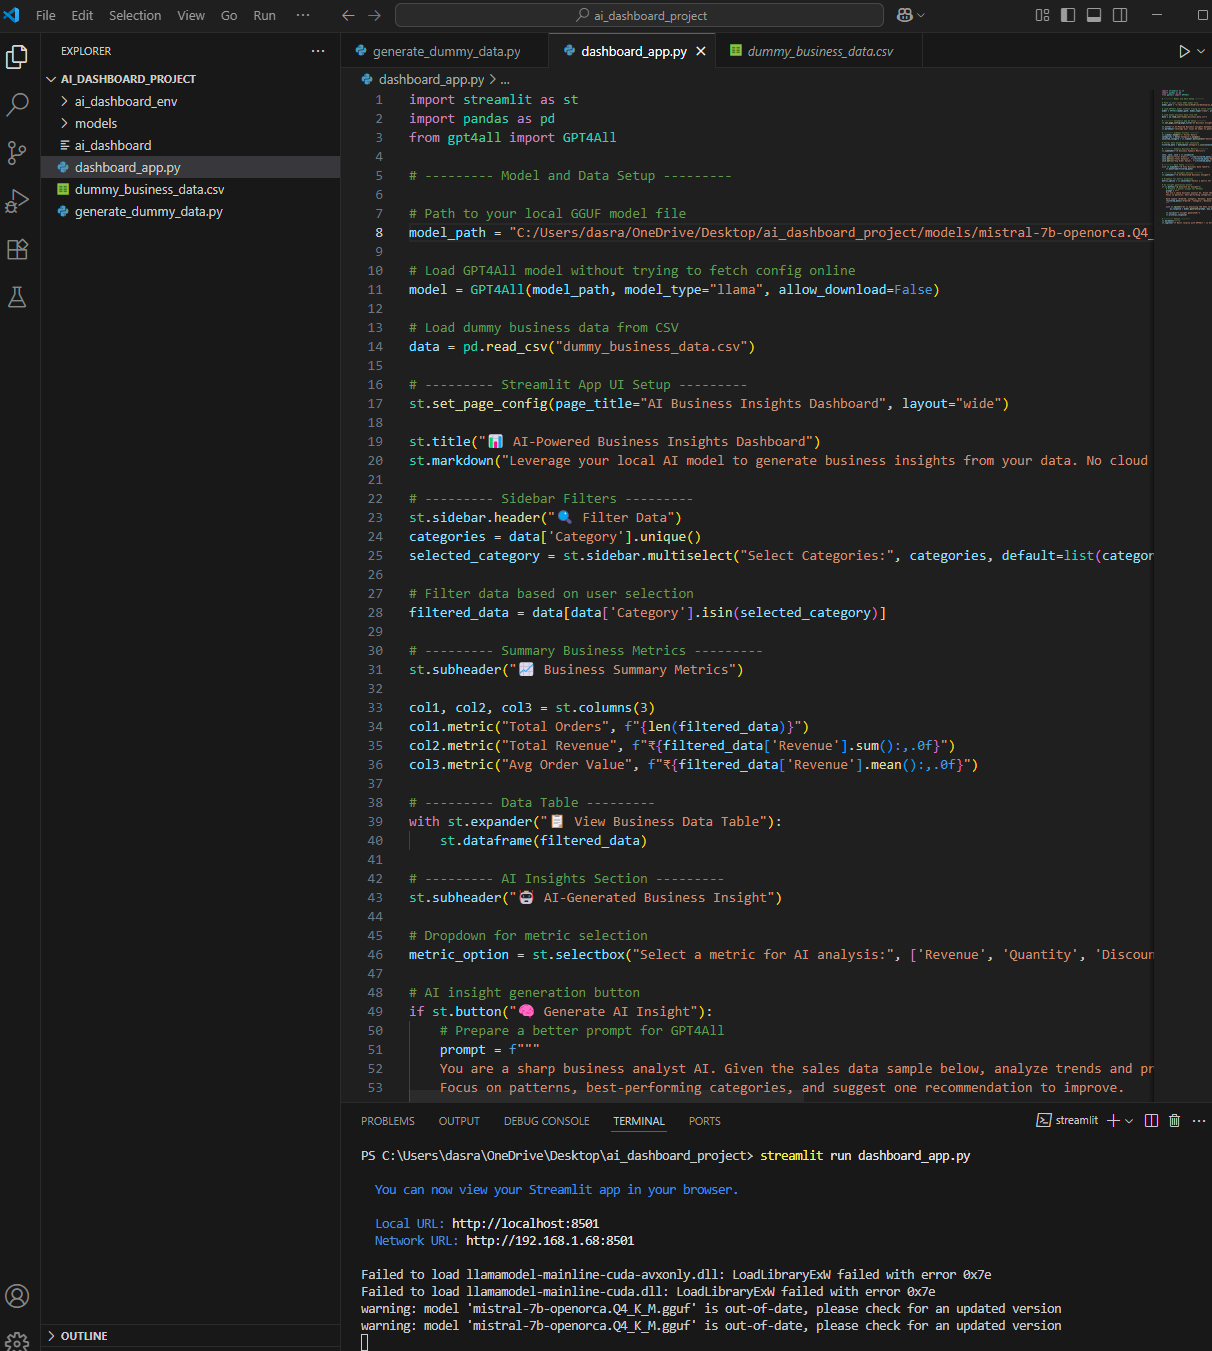 File Edit Selection View Go Run ··· ai_dashboard_project
EXPLORER ···
AI_DASHBOARD_PROJECT
ai_dashboard_env
models
ai_dashboard
dashboard_app.py
dummy_business_data.csv
generate_dummy_data.py
OUTLINE
generate_dummy_data.py dashboard_app.py dummy_business_data.csv
dashboard_app.py > ...
1 import streamlit as st
2 import pandas as pd
3 from gpt4all import GPT4All
4
5 # --------- Model and Data Setup ---------
6
7 # Path to your local GGUF model file
8 model_path = "C:/Users/dasra/OneDrive/Desktop/ai_dashboard_project/models/mistral-7b-openorca.Q4_
9
10 # Load GPT4All model without trying to fetch config online
11 model = GPT4All(model_path, model_type="llama", allow_download=False)
12
13 # Load dummy business data from CSV
14 data = pd.read_csv("dummy_business_data.csv")
15
16 # --------- Streamlit App UI Setup ---------
17 st.set_page_config(page_title="AI Business Insights Dashboard", layout="wide")
18
19 st.title("📊 AI-Powered Business Insights Dashboard")
20 st.markdown("Leverage your local AI model to generate business insights from your data. No cloud
21
22 # --------- Sidebar Filters ---------
23 st.sidebar.header("🔍 Filter Data")
24 categories = data['Category'].unique()
25 selected_category = st.sidebar.multiselect("Select Categories:", categories, default=list(categor
26
27 # Filter data based on user selection
28 filtered_data = data[data['Category'].isin(selected_category)]
29
30 # --------- Summary Business Metrics ---------
31 st.subheader("📈 Business Summary Metrics")
32
33 col1, col2, col3 = st.columns(3)
34 col1.metric("Total Orders", f"{len(filtered_data)}")
35 col2.metric("Total Revenue", f"₹{filtered_data['Revenue'].sum():,.0f}")
36 col3.metric("Avg Order Value", f"₹{filtered_data['Revenue'].mean():,.0f}")
37
38 # --------- Data Table ---------
39 with st.expander("📋 View Business Data Table"):
40     st.dataframe(filtered_data)
41
42 # --------- AI Insights Section ---------
43 st.subheader("🤖 AI-Generated Business Insight")
44
45 # Dropdown for metric selection
46 metric_option = st.selectbox("Select a metric for AI analysis:", ['Revenue', 'Quantity', 'Discoun
47
48 # AI insight generation button
49 if st.button("🧠 Generate AI Insight"):
50     # Prepare a better prompt for GPT4All
51     prompt = f"""
52     You are a sharp business analyst AI. Given the sales data sample below, analyze trends and pr
53     Focus on patterns, best-performing categories, and suggest one recommendation to improve.
PROBLEMS OUTPUT DEBUG CONSOLE TERMINAL PORTS streamlit ···
PS C:\Users\dasra\OneDrive\Desktop\ai_dashboard_project> streamlit run dashboard_app.py
You can now view your Streamlit app in your browser.
Local URL: http://localhost:8501
Network URL: http://192.168.1.68:8501
Failed to load llamamodel-mainline-cuda-avxonly.dll: LoadLibraryExW failed with error 0x7e
Failed to load llamamodel-mainline-cuda.dll: LoadLibraryExW failed with error 0x7e
warning: model 'mistral-7b-openorca.Q4_K_M.gguf' is out-of-date, please check for an updated version
warning: model 'mistral-7b-openorca.Q4_K_M.gguf' is out-of-date, please check for an updated version